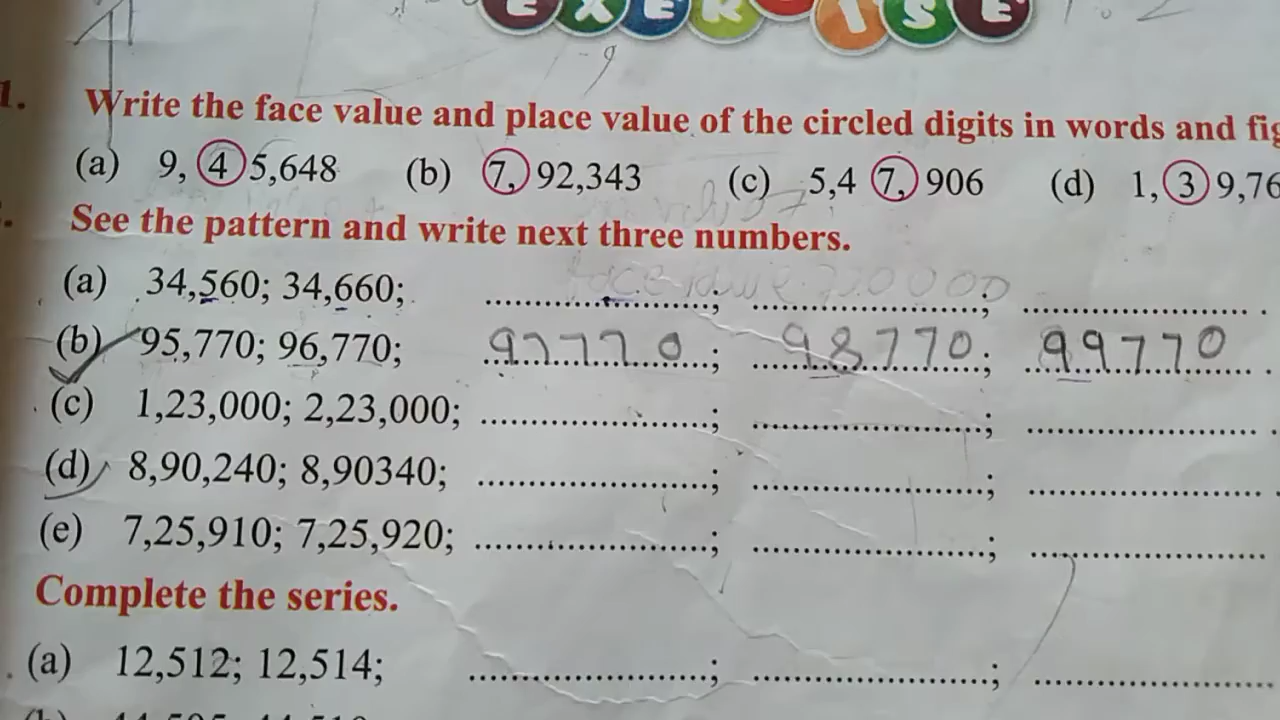 EXERCISE
1. Write the face value and place value of the circled digits in words and fig
(a) 9, 4 5,648 (b) 7, 92,343 (c) 5,4 7, 906 (d) 1, 3 9,76
See the pattern and write next three numbers.
(a) 34,560; 34,660; ........................; ........................; ........................ .
(b) 95,770; 96,770; 97770; 98770; 99770 .
(c) 1,23,000; 2,23,000; ........................; ........................; ........................ .
(d) 8,90,240; 8,90340; ........................; ........................; ........................ .
(e) 7,25,910; 7,25,920; ........................; ........................; ........................
Complete the series.
(a) 12,512; 12,514; ........................; ........................; ........................